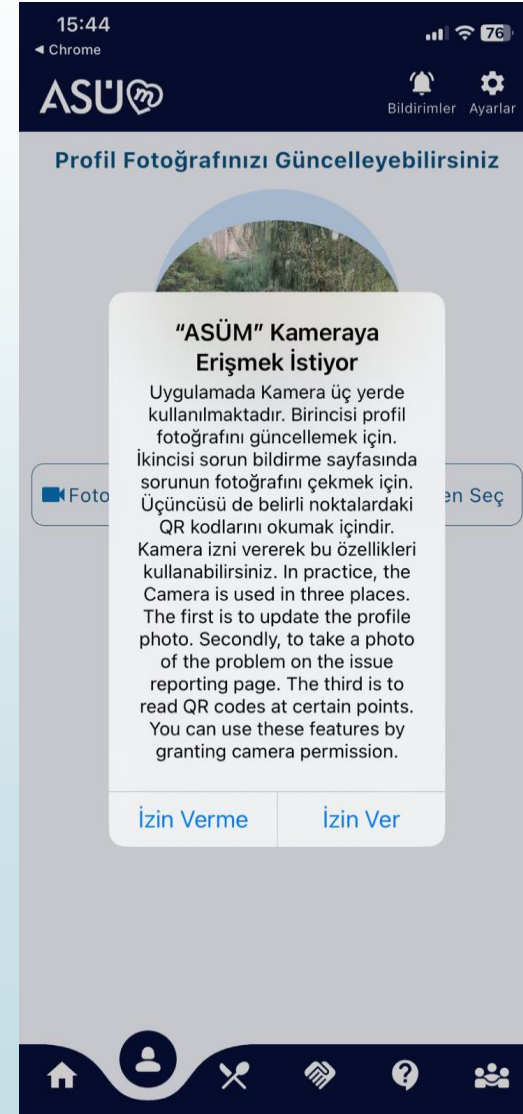 15:44
76
◀ Chrome
ASÜm
Bildirimler Ayarlar
Profil Fotoğrafınızı Güncelleyebilirsiniz
“ASÜM” Kameraya
Erişmek İstiyor
Uygulamada Kamera üç yerde
kullanılmaktadır. Birincisi profil
fotoğrafını güncellemek için.
İkincisi sorun bildirme sayfasında
sorunun fotoğrafını çekmek için.
Üçüncüsü de belirli noktalardaki
QR kodlarını okumak içindir.
Kamera izni vererek bu özellikleri
kullanabilirsiniz. In practice, the
Camera is used in three places.
The first is to update the profile
photo. Secondly, to take a photo
of the problem on the issue
reporting page. The third is to
read QR codes at certain points.
You can use these features by
granting camera permission.
Foto
en Seç
İzin Verme İzin Ver